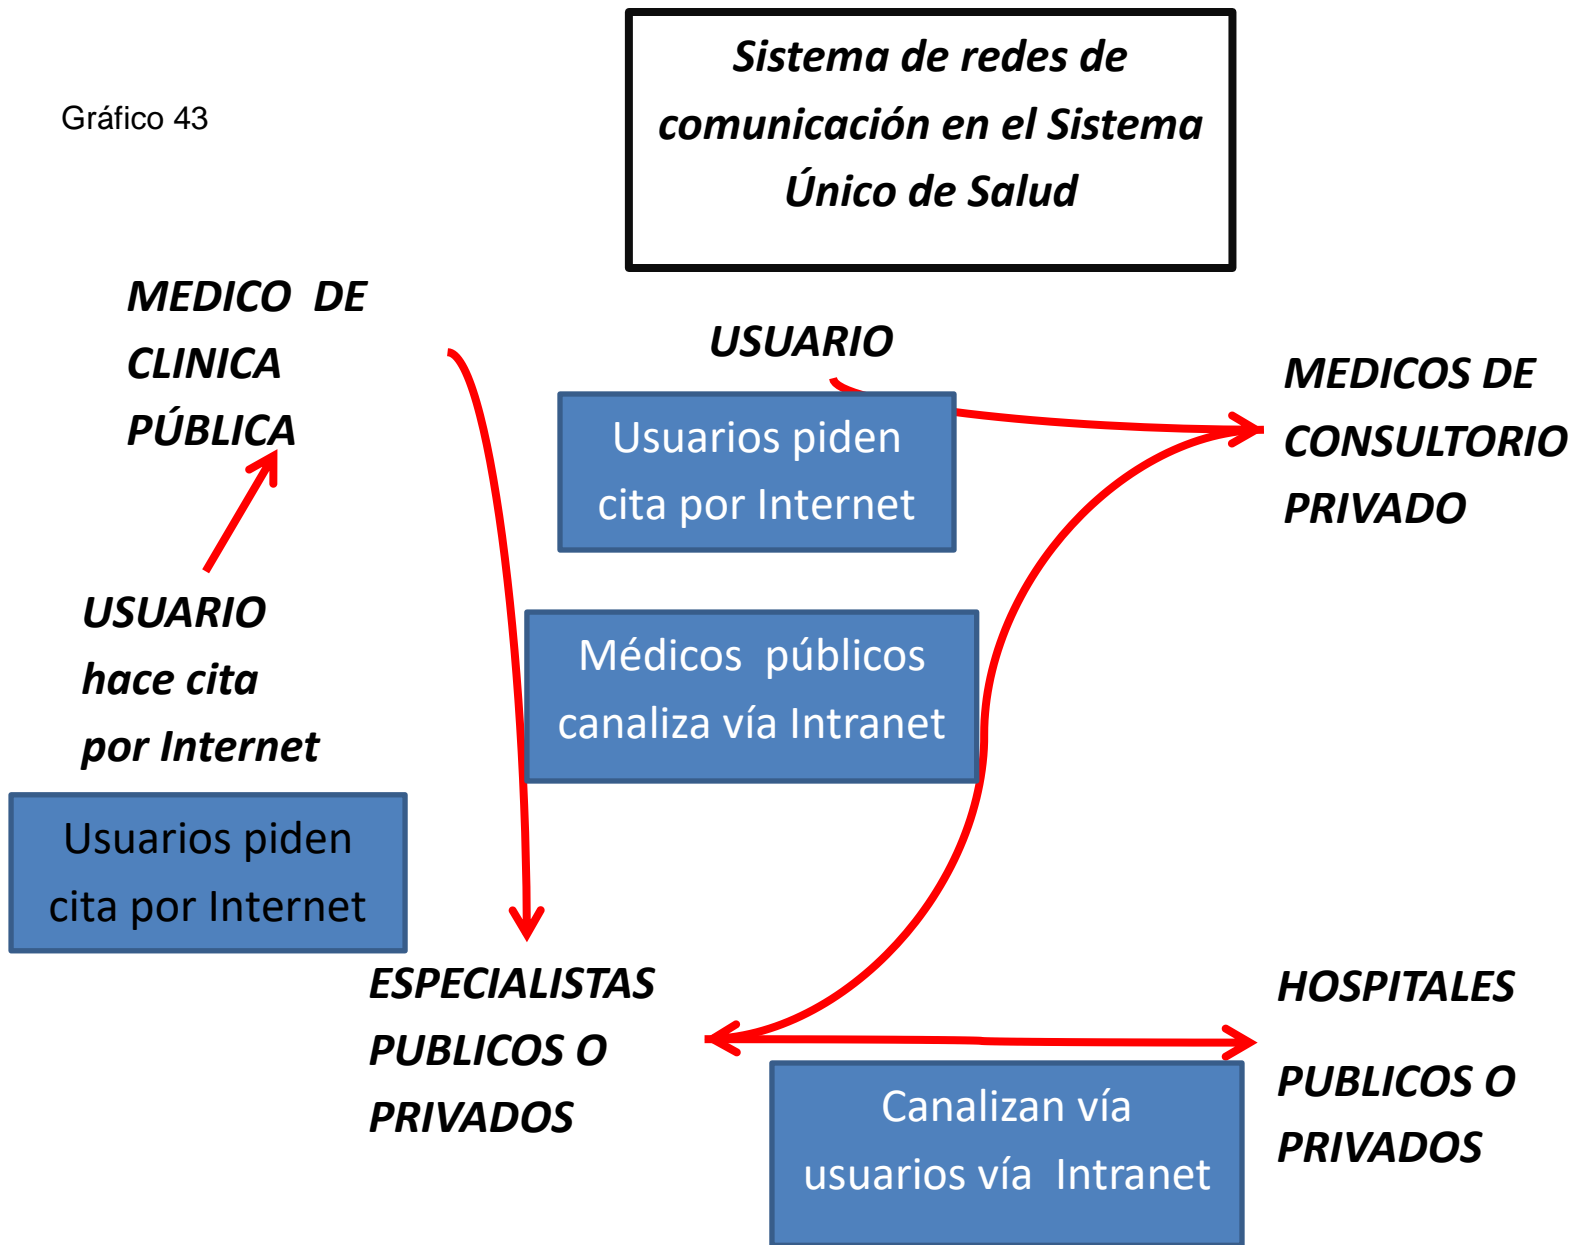 Gráfico 43
Sistema de redes de
comunicación en el Sistema
Único de Salud
MEDICO DE
CLINICA
PÚBLICA
USUARIO
hace cita
por Internet
Usuarios piden
cita por Internet
USUARIO
Usuarios piden
cita por Internet
MEDICOS DE
CONSULTORIO
PRIVADO
Médicos públicos
canaliza vía Intranet
ESPECIALISTAS
PUBLICOS O
PRIVADOS
Canalizan vía
usuarios vía Intranet
HOSPITALES
PUBLICOS O
PRIVADOS